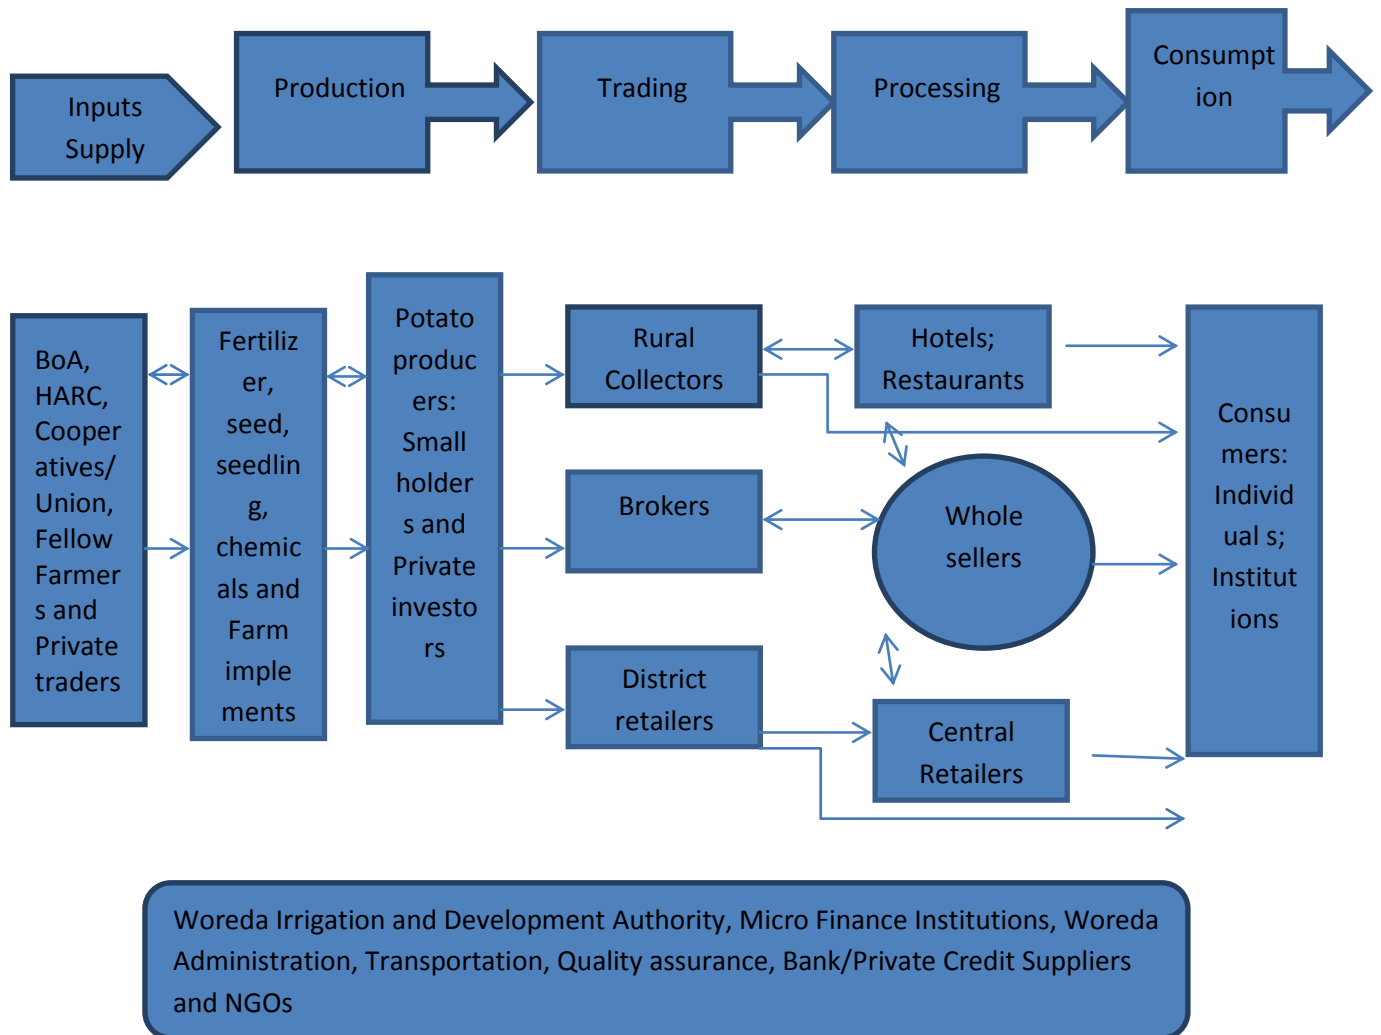 Inputs
Supply
Production
Trading
Processing
Consumpt
ion
BoA,
HARC,
Cooper
atives/
Union,
Fellow
Farmer
s and
Private
traders
Fertiliz
er,
seed,
seedlin
g,
chemic
als and
Farm
imple
ments
Potato
produc
ers:
Small
holder
s and
Private
investo
rs
Rural
Collectors
Brokers
District
retailers
Hotels;
Restaurants
Whole
sellers
Central
Retailers
Consu
mers:
Individ
ual s;
Institut
ions
Woreda Irrigation and Development Authority, Micro Finance Institutions, Woreda
Administration, Transportation, Quality assurance, Bank/Private Credit Suppliers
and NGOs